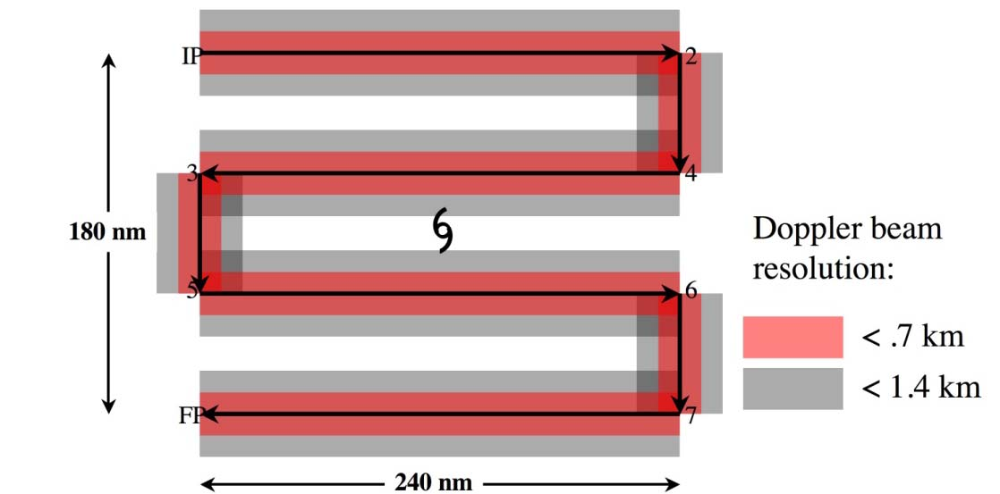 IP
2
3
4
180 nm
5
6
FP
7
240 nm
Doppler beam
resolution:
< .7 km
< 1.4 km